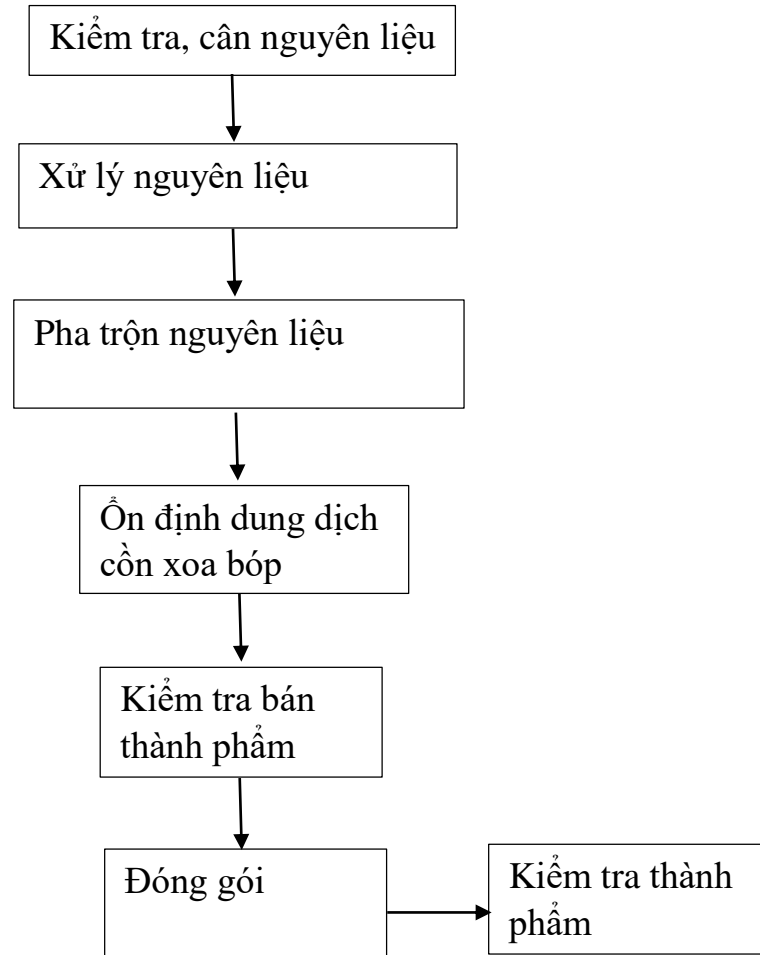 Kiểm tra, cân nguyên liệu
Xử lý nguyên liệu
Pha trộn nguyên liệu
Ổn định dung dịch
cồn xoa bóp
Kiểm tra bán
thành phẩm
Đóng gói
Kiểm tra thành
phẩm